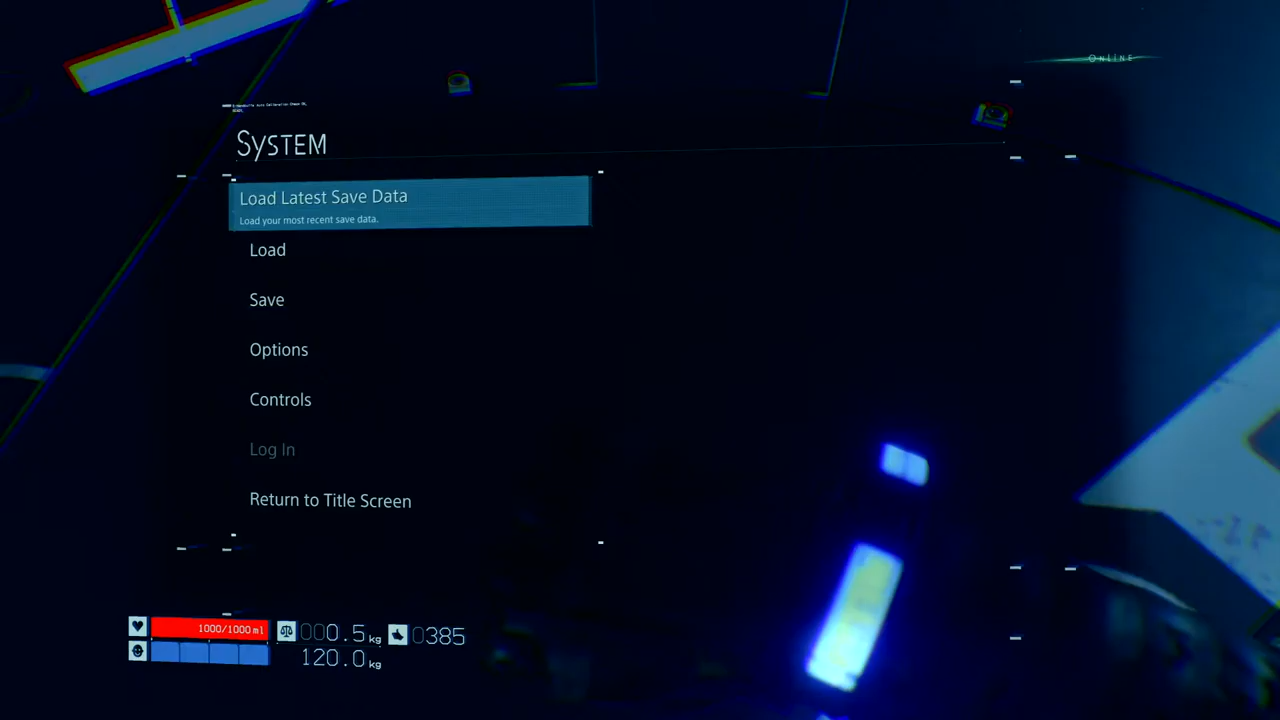 ONLINE
SYSTEM
Load Latest Save Data
Load your most recent save data.
Load
Save
Options
Controls
Log In
Return to Title Screen
1000/1000 ml
000.5 kg
0385
120.0 kg